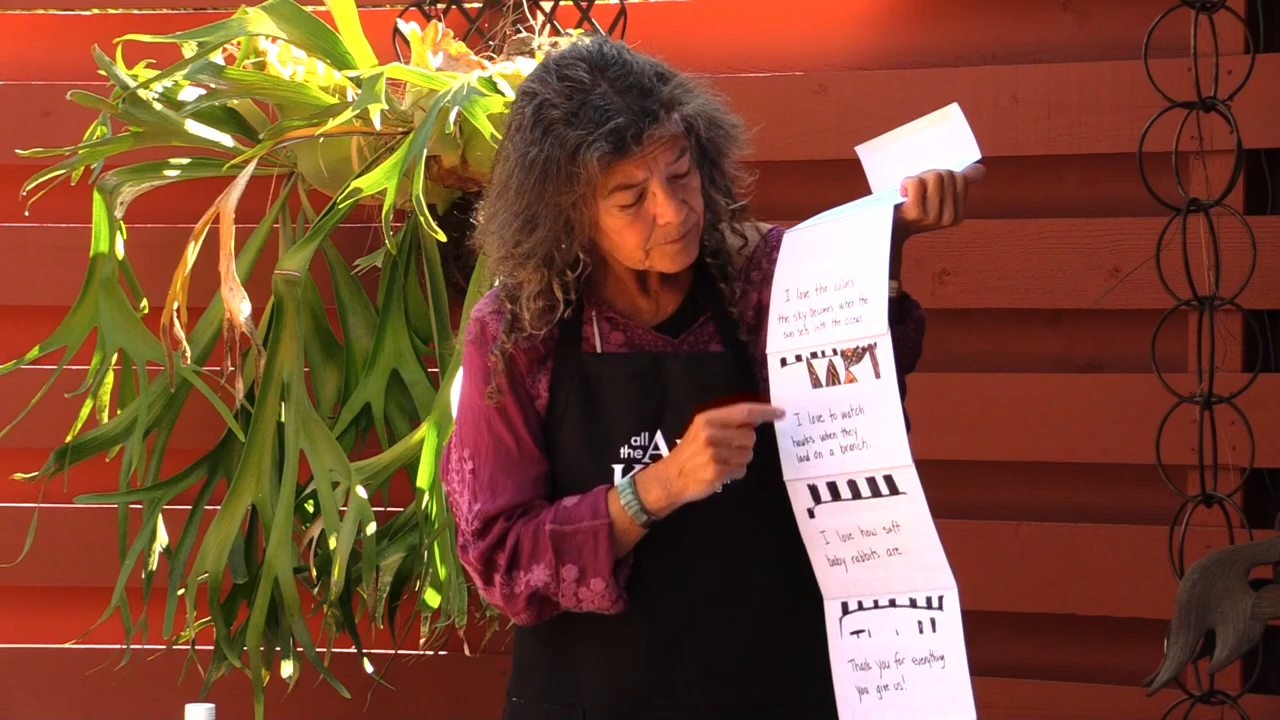 I love the colors
the sky becomes when the
sun sets into the ocean.
I love to watch
hawks when they
land on a branch.
I love how soft
baby rabbits are.
Thank you for everything
you give us!
all
the